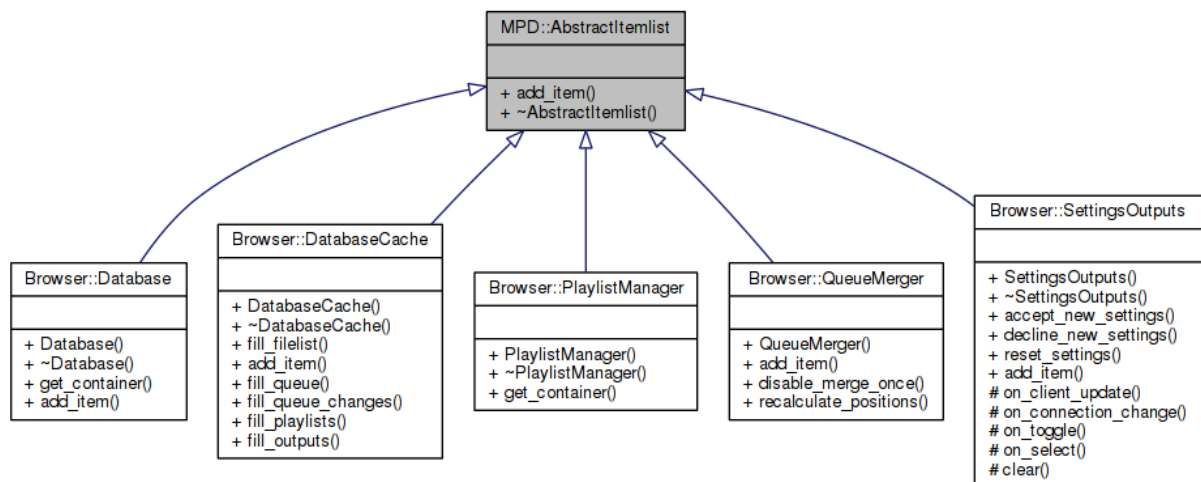 MPD::AbstractItemlist
+ add_item()
+ ~AbstractItemlist()
Browser::Database
+ Database()
+ ~Database()
+ get_container()
+ add_item()
Browser::DatabaseCache
+ DatabaseCache()
+ ~DatabaseCache()
+ fill_filelist()
+ add_item()
+ fill_queue()
+ fill_queue_changes()
+ fill_playlists()
+ fill_outputs()
Browser::PlaylistManager
+ PlaylistManager()
+ ~PlaylistManager()
+ get_container()
Browser::QueueMerger
+ QueueMerger()
+ add_item()
+ disable_merge_once()
+ recalculate_positions()
Browser::SettingsOutputs
+ SettingsOutputs()
+ ~SettingsOutputs()
+ accept_new_settings()
+ decline_new_settings()
+ reset_settings()
+ add_item()
# on_client_update()
# on_connection_change()
# on_toggle()
# on_select()
# clear()